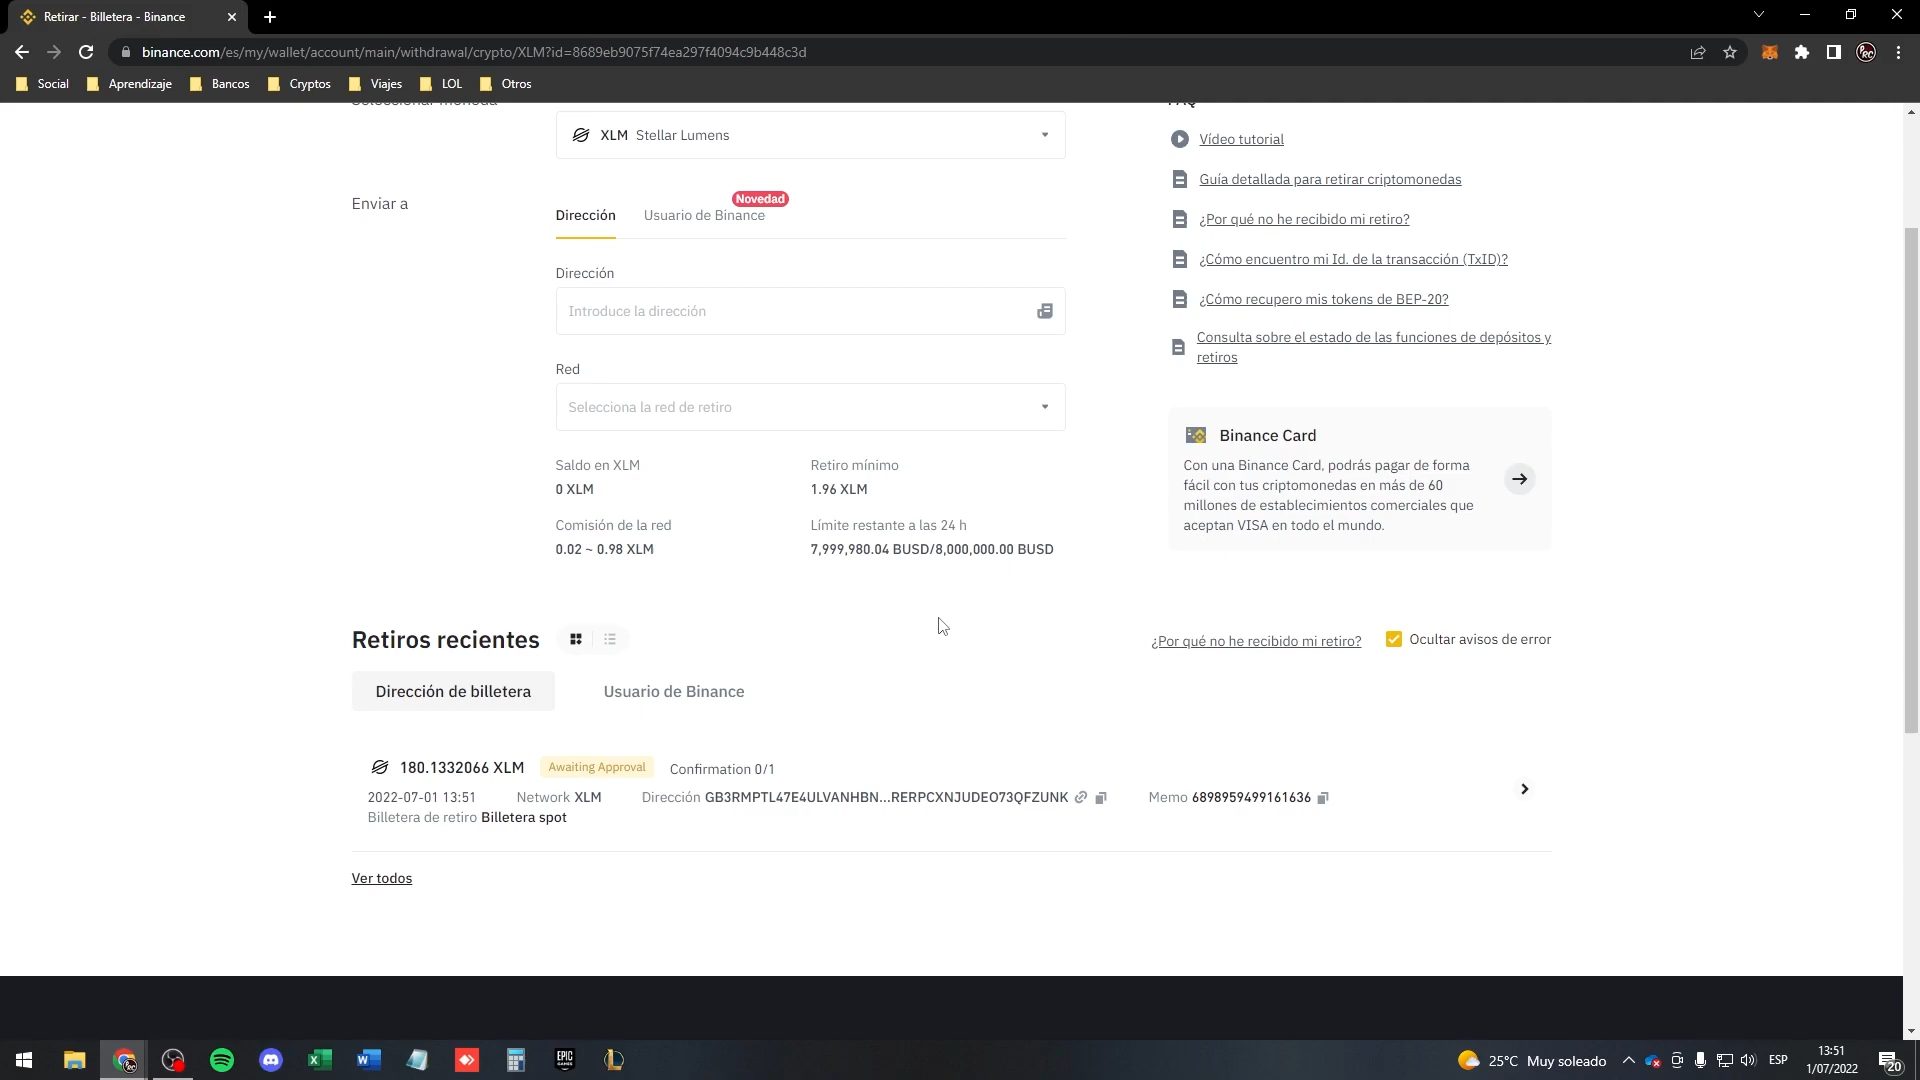 Retirar - Billetera - Binance
binance.com/es/my/wallet/account/main/withdrawal/crypto/XLM?id=8689eb9075f74ea297f4094c9b448c3d
Social Aprendizaje Bancos Cryptos Viajes LOL Otros
Seleccionar moneda
XLM Stellar Lumens
Enviar a
Novedad
Dirección Usuario de Binance
Dirección
Introduce la dirección
Red
Selecciona la red de retiro
Saldo en XLM Retiro mínimo
0 XLM 1.96 XLM
Comisión de la red Límite restante a las 24 h
0.02 ~ 0.98 XLM 7,999,980.04 BUSD/8,000,000.00 BUSD
FAQ
Vídeo tutorial
Guía detallada para retirar criptomonedas
¿Por qué no he recibido mi retiro?
¿Cómo encuentro mi Id. de la transacción (TxID)?
¿Cómo recupero mis tokens de BEP-20?
Consulta sobre el estado de las funciones de depósitos y
retiros
Binance Card
Con una Binance Card, podrás pagar de forma
fácil con tus criptomonedas en más de 60
millones de establecimientos comerciales que
aceptan VISA en todo el mundo.
Retiros recientes
¿Por qué no he recibido mi retiro? Ocultar avisos de error
Dirección de billetera Usuario de Binance
180.1332066 XLM Awaiting Approval Confirmation 0/1
2022-07-01 13:51 Network XLM Dirección GB3RMPTL47E4ULVANHBN...RERPCXNJUDEO73QFZUNK Memo 6898959499161636
Billetera de retiro Billetera spot
Ver todos
EPIC
GAMES
25°C Muy soleado ESP
13:51
1/07/2022
20